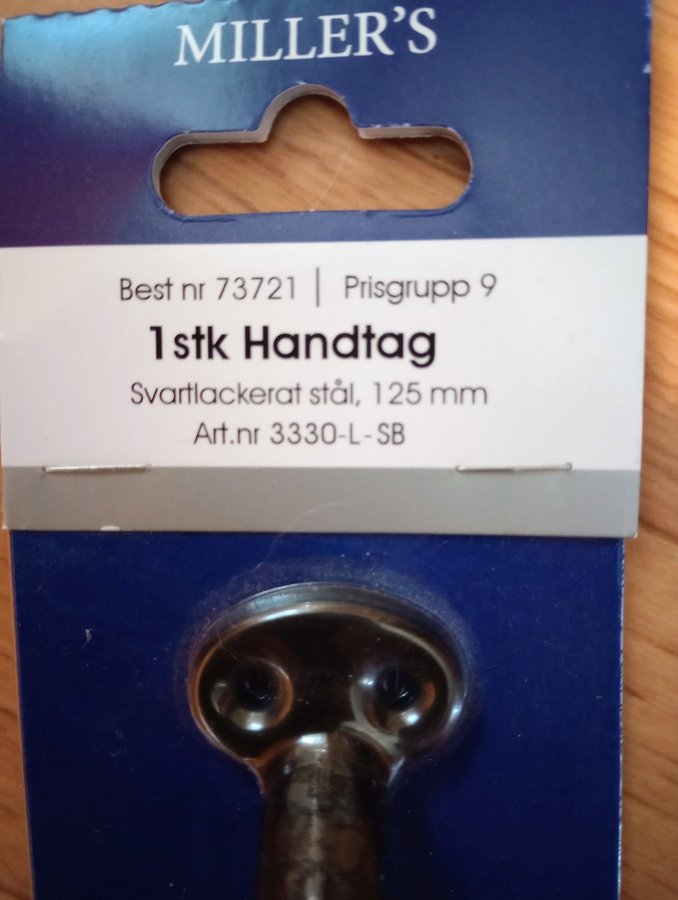 MILLER'S
Best nr 73721 | Prisgrupp 9
1stk Handtag
Svartlackerat stål, 125 mm
Art.nr 3330-L-SB